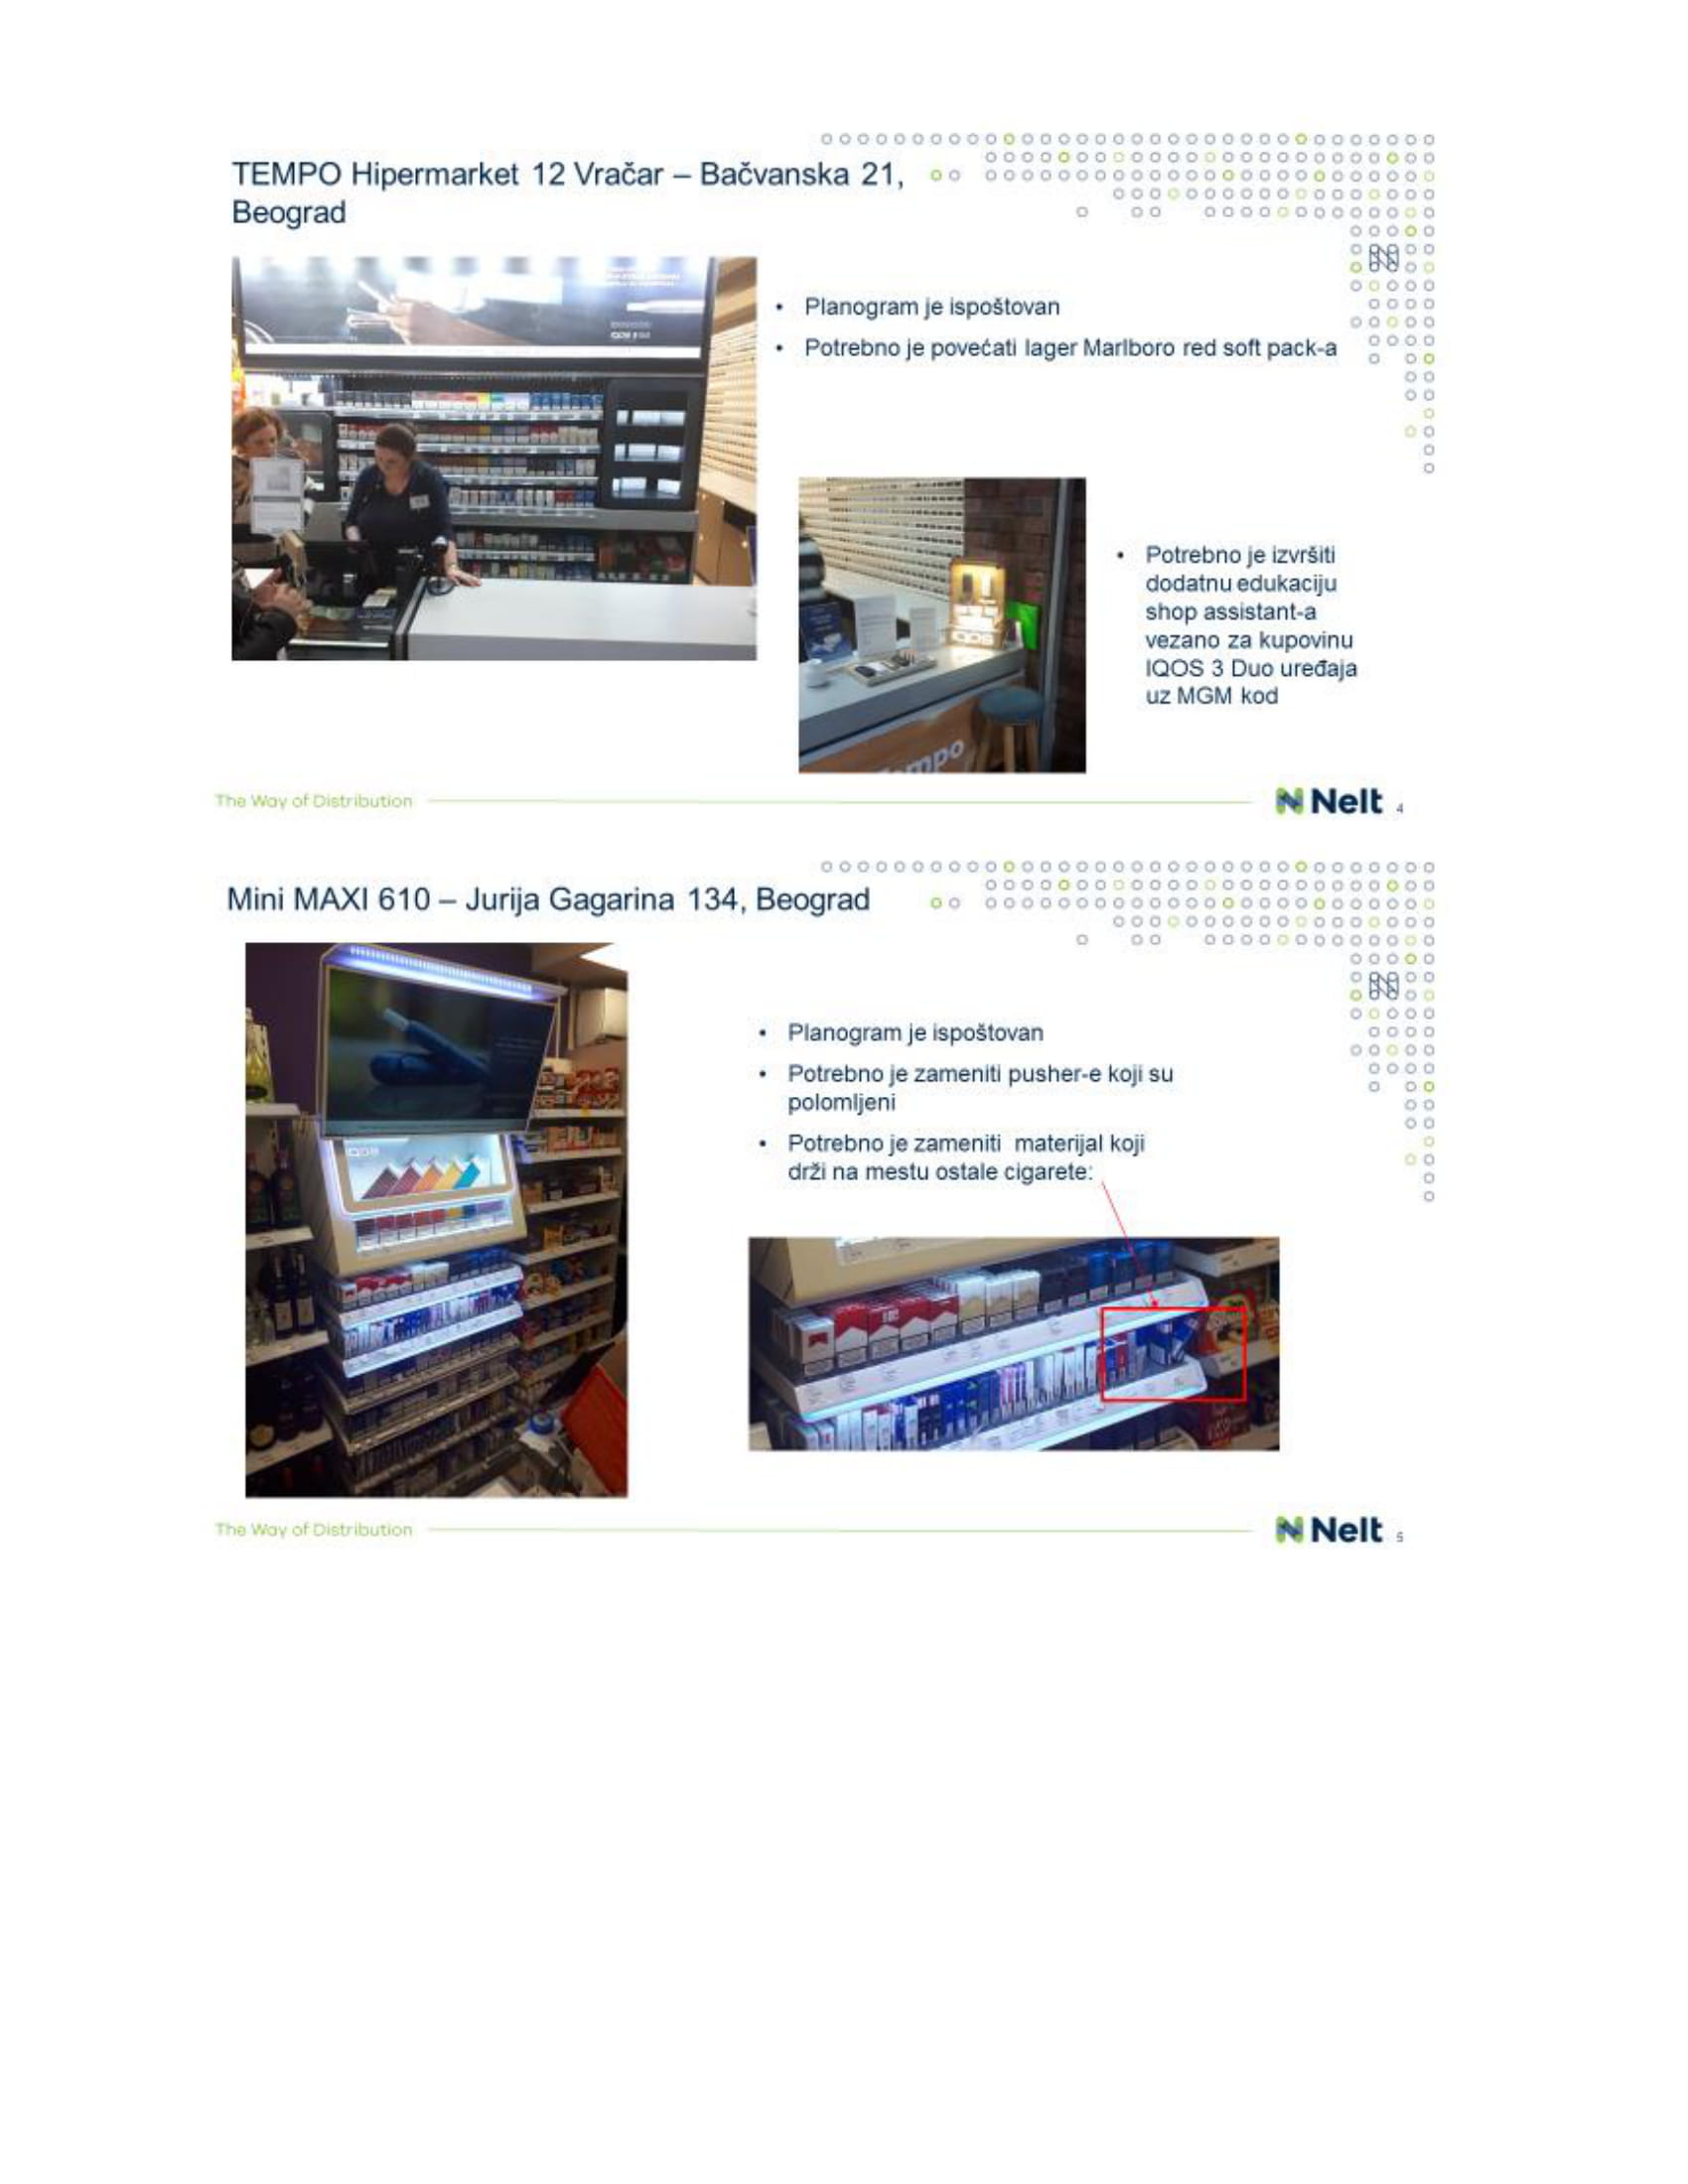 TEMPO Hipermarket 12 Vračar – Bačvanska 21,
Beograd
• Planogram je ispoštovan
• Potrebno je povećati lager Marlboro red soft pack-a
IQOS
Tempo
• Potrebno je izvršiti
dodatnu edukaciju
shop assistant-a
vezano za kupovinu
IQOS 3 Duo uređaja
uz MGM kod
The Way of Distribution
Nelt 4
Mini MAXI 610 – Jurija Gagarina 134, Beograd
IQOS
• Planogram je ispoštovan
• Potrebno je zameniti pusher-e koji su
polomljeni
• Potrebno je zameniti materijal koji
drži na mestu ostale cigarete:
The Way of Distribution
Nelt 5